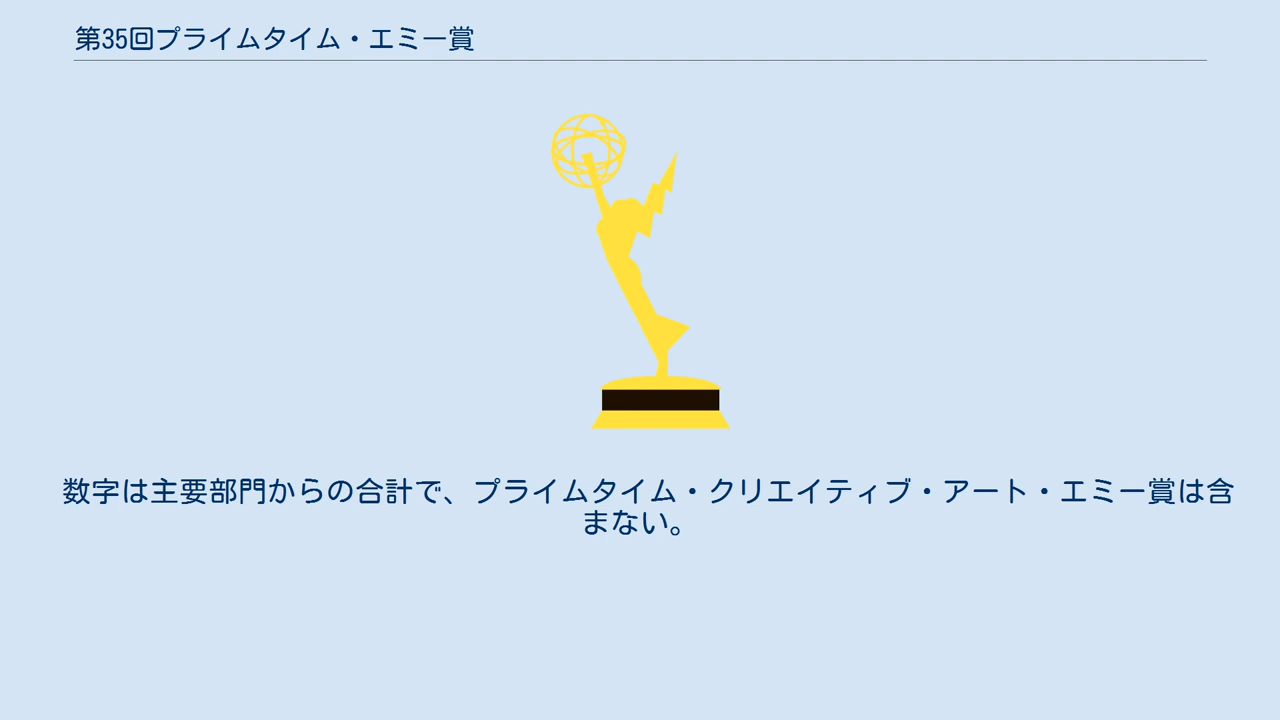 第35回プライムタイム・エミー賞
数字は主要部門からの合計で、プライムタイム・クリエイティブ・アート・エミー賞は含
まない。